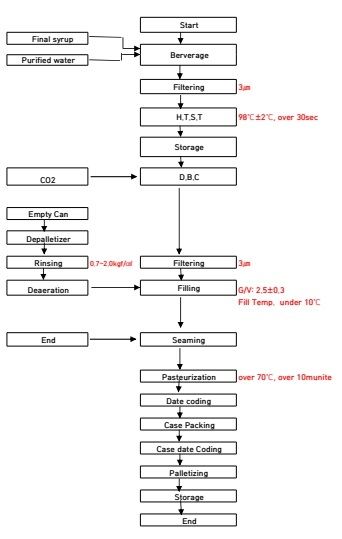 Start
Final syrup
Berverage
Purified water
Filtering 3㎛
H,T,S,T 98℃±2℃, over 30sec
Storage
CO2 D,B,C
Empty Can
Depalletizer
Rinsing 0.7~2.0kgf/㎠ Filtering 3㎛
Deaeration Filling G/V: 2.5±0.3
Fill Temp. under 10℃
End Seaming
Pasteurization over 70℃, over 10munite
Date coding
Case Packing
Case date Coding
Palletizing
Storage
End